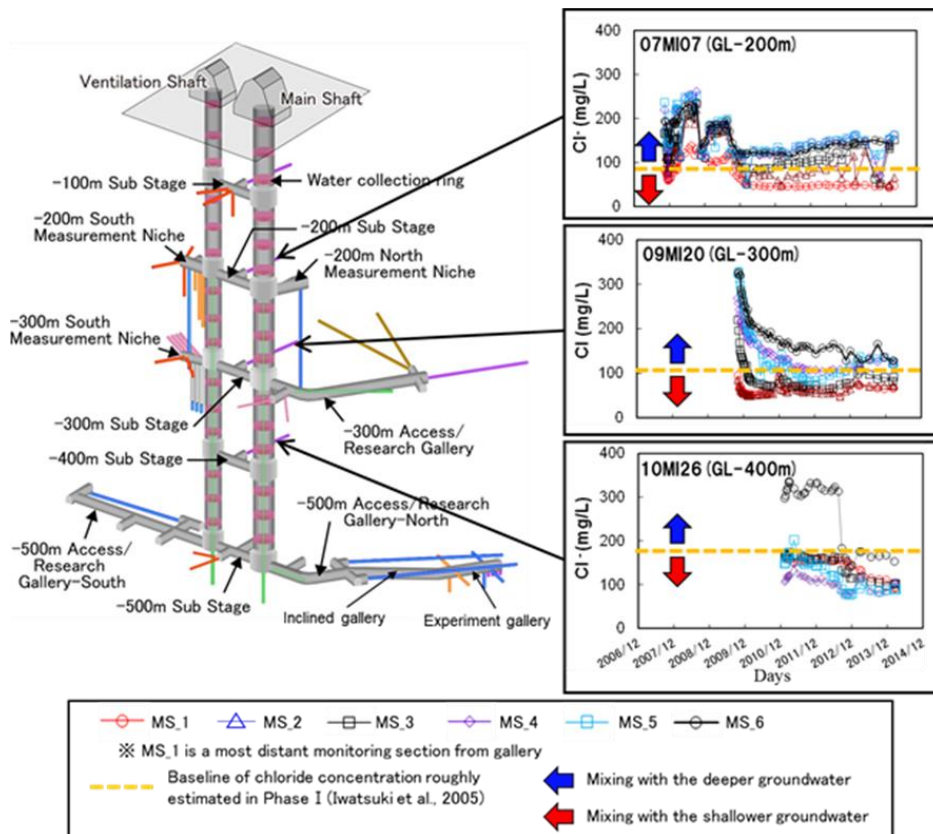 Ventilation Shaft
Main Shaft
-100m Sub Stage
Water collection ring
-200m South
Measurement Niche
-200m Sub Stage
-200m North
Measurement Niche
-300m South
Measurement Niche
-300m Sub Stage
-300m Access/
Research Gallery
-400m Sub Stage
-500m Access/Research
Gallery-North
-500m Access/
Research
Gallery-South
-500m Sub Stage
Inclined gallery
Experiment gallery
07MI07 (GL-200m)
Cl- (mg/L)
400
300
200
100
0
09MI20 (GL-300m)
Cl (mg/L)
400
300
200
100
0
10MI26 (GL-400m)
Cl- (mg/L)
400
300
200
100
0
2006/12
2007/12
2008/12
2009/12
2010/12
2011/12
2012/12
2013/12
2014/12
Days
MS_1 MS_2 MS_3 MS_4 MS_5 MS_6
※ MS_1 is a most distant monitoring section from gallery
Baseline of chloride concentration roughly
estimated in Phase I (Iwatsuki et al., 2005)
Mixing with the deeper groundwater
Mixing with the shallower groundwater